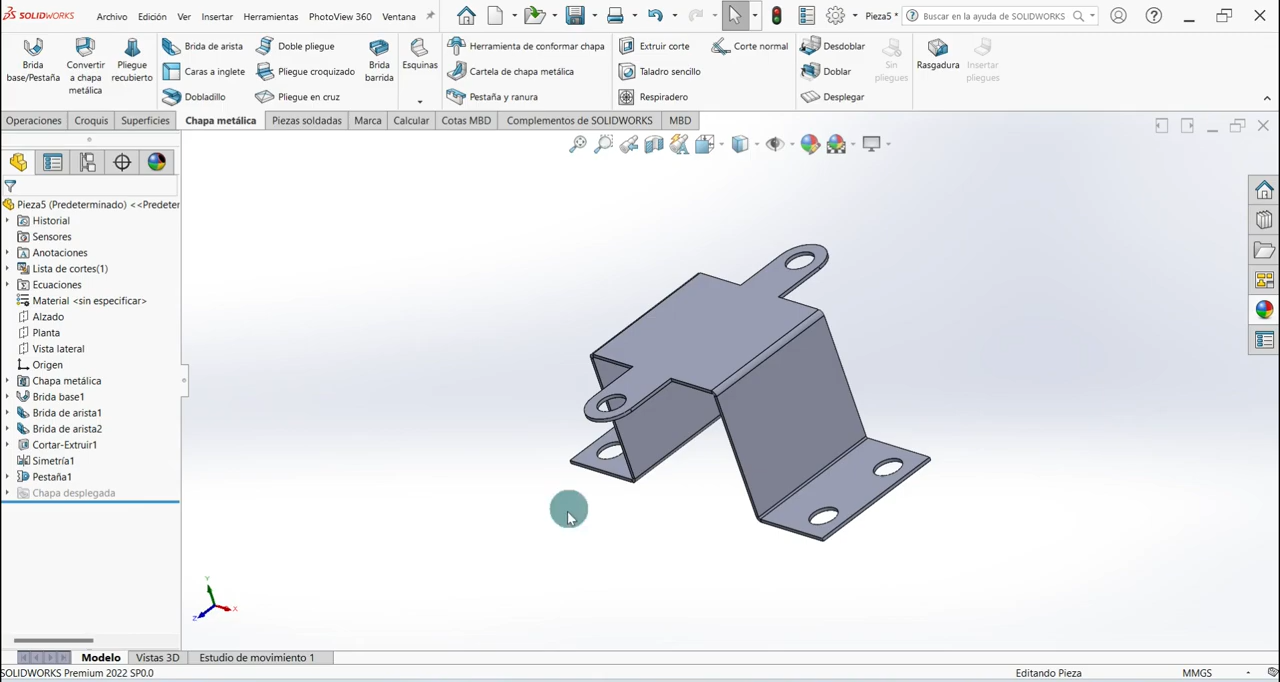 SOLIDWORKS Archivo Edición Ver Insertar Herramientas PhotoView 360 Ventana Pieza5 * Buscar en la ayuda de SOLIDWORKS
Brida base/Pestaña
Convertir a chapa metálica
Pliegue recubierto
Brida de arista
Caras a inglete
Dobladillo
Doble pliegue
Pliegue croquizado
Pliegue en cruz
Brida barrida
Esquinas
Herramienta de conformar chapa
Cartela de chapa metálica
Pestaña y ranura
Extruir corte
Taladro sencillo
Respiradero
Corte normal
Desdoblar
Doblar
Desplegar
Sin pliegues
Rasgadura
Insertar pliegues
Operaciones Croquis Superficies Chapa metálica Piezas soldadas Marca Calcular Cotas MBD Complementos de SOLIDWORKS MBD
Pieza5 (Predeterminado) <<Predeter
Historial
Sensores
Anotaciones
Lista de cortes(1)
Ecuaciones
Material <sin especificar>
Alzado
Planta
Vista lateral
Origen
Chapa metálica
Brida base1
Brida de arista1
Brida de arista2
Cortar-Extruir1
Simetría1
Pestaña1
Chapa desplegada
Y
X
Z
Modelo Vistas 3D Estudio de movimiento 1
SOLIDWORKS Premium 2022 SP0.0 Editando Pieza MMGS